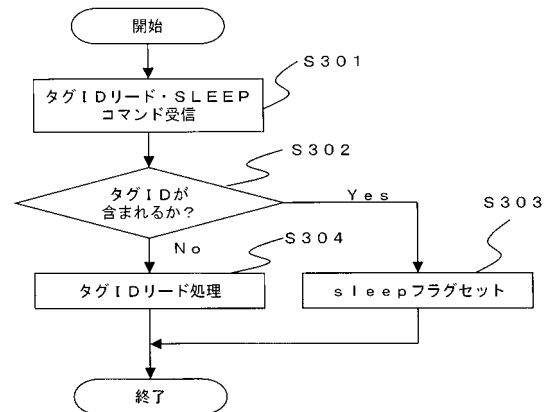 開始
S301
タグIDリード・SLEEP
コマンド受信
S302
タグIDが
含まれるか？
Yes
S303
No
S304
タグIDリード処理
sleepフラグセット
終了